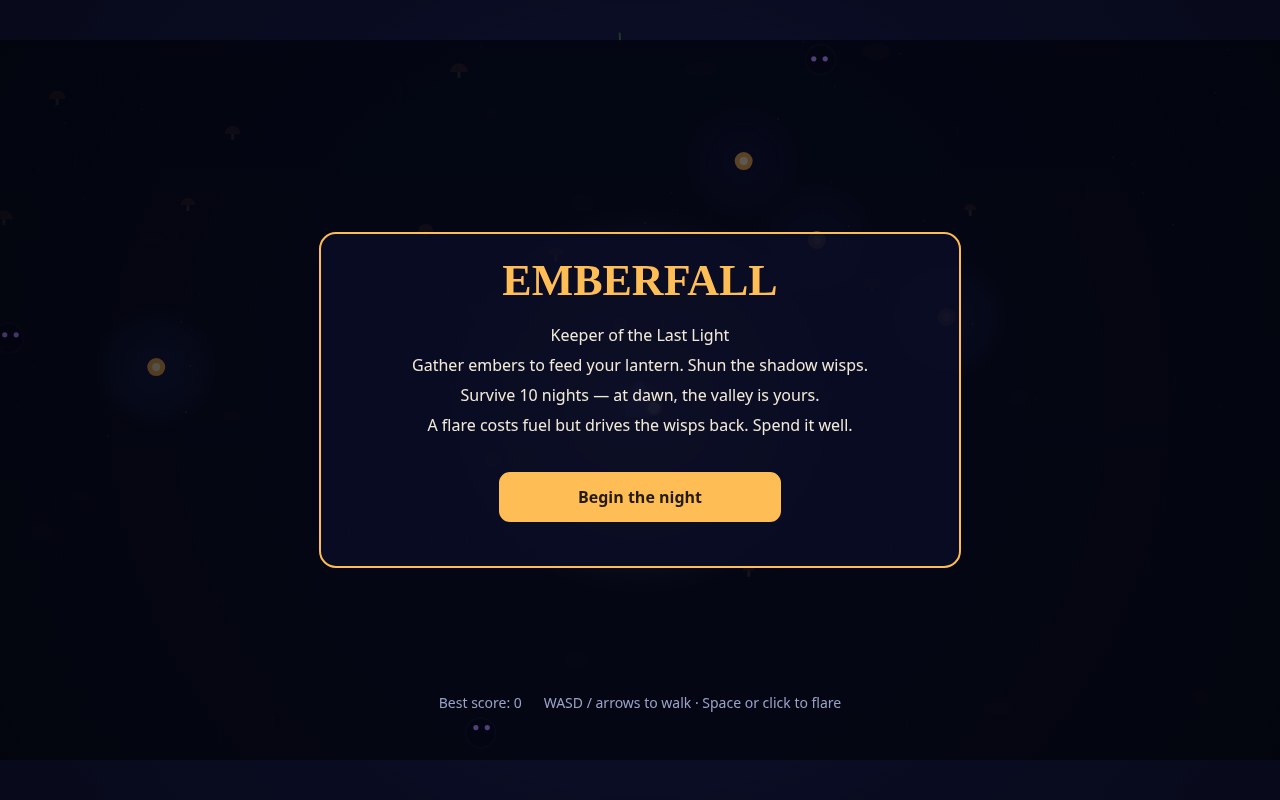 EMBERFALL
Keeper of the Last Light
Gather embers to feed your lantern. Shun the shadow wisps.
Survive 10 nights — at dawn, the valley is yours.
A flare costs fuel but drives the wisps back. Spend it well.
Begin the night
Best score: 0 WASD / arrows to walk · Space or click to flare